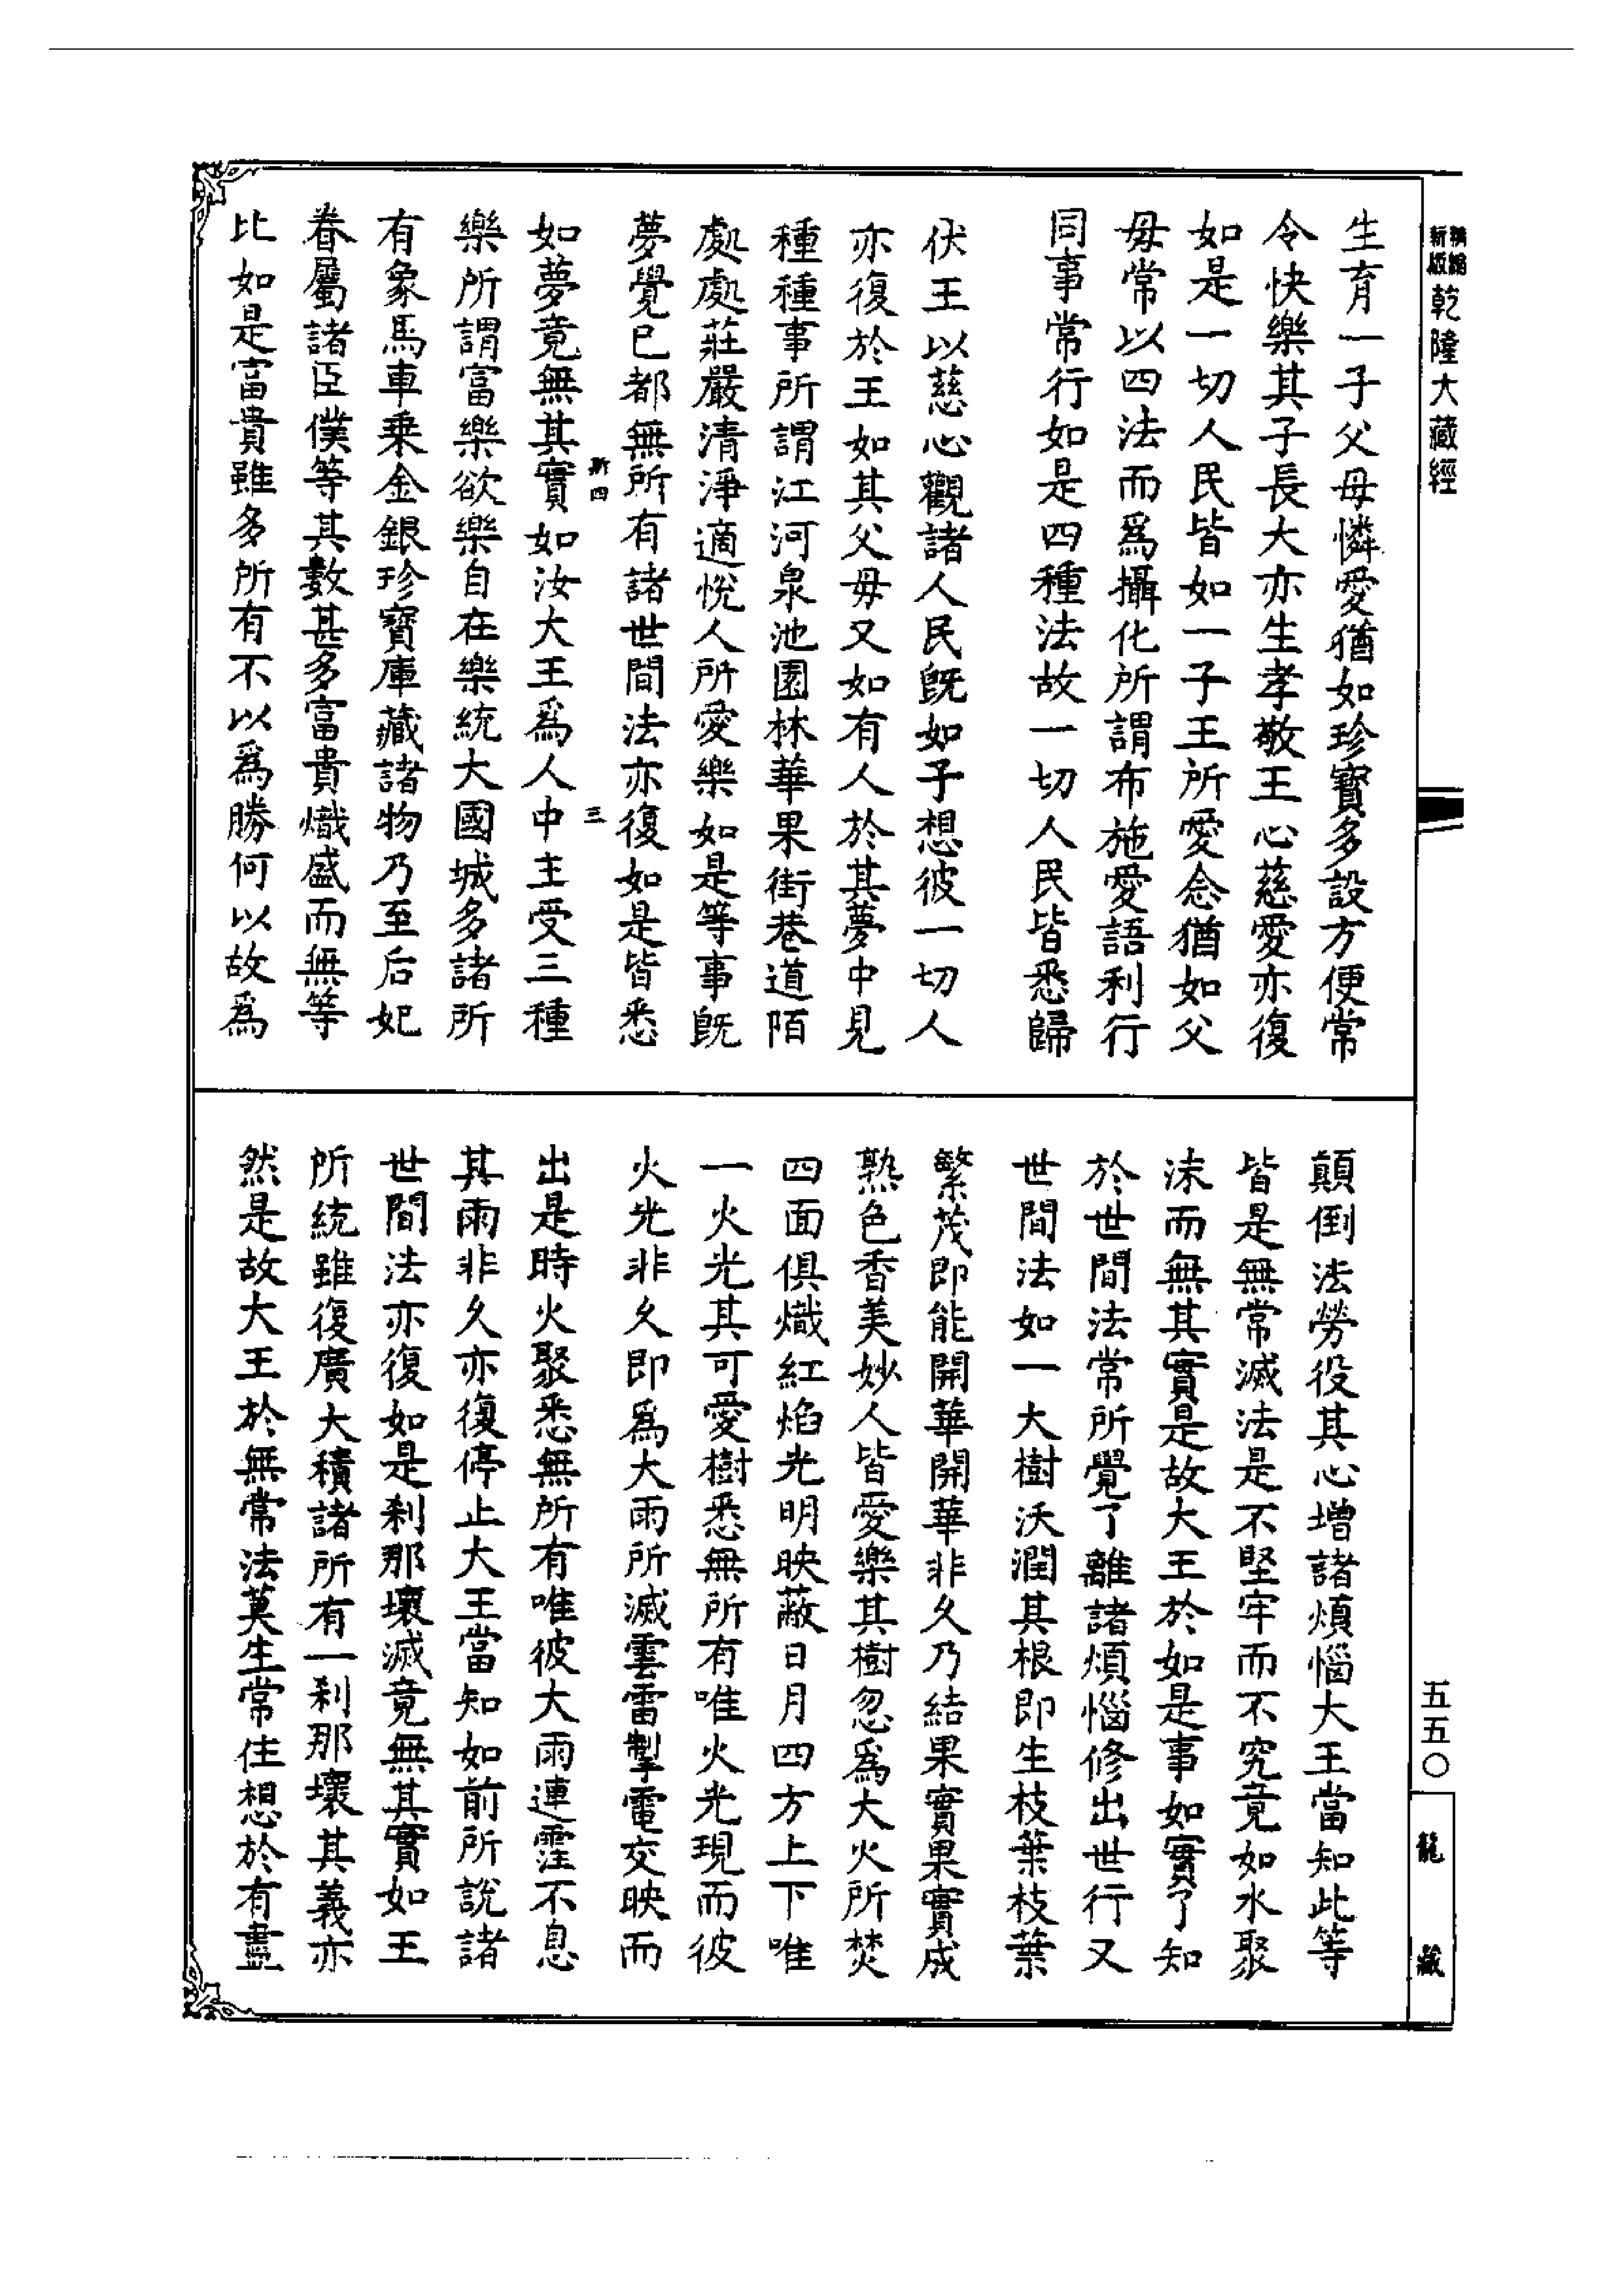 精縮新版乾隆大藏經
生育一子父母憐愛猶如珍寶多設方便常
令快樂其子長大亦生孝敬王心慈愛亦復
如是一切人民皆如一子王所愛念猶如父
母常以四法而爲攝化所謂布施愛語利行
同事常行如是四種法故一切人民皆悉歸
伏王以慈心觀諸人民旣如子想彼一切人
亦復於王如其父母又如有人於其夢中見
種種事所謂江河泉池園林華果街巷道陌
處處莊嚴清淨適悅人所愛樂如是等事旣
夢覺已都無所有諸世間法亦復如是皆悉
斯四 三
如夢竟無其實如汝大王爲人中主受三種
樂所謂富樂欲樂自在樂統大國城多諸所
有象馬車乗金銀珍寶庫藏諸物乃至后妃
眷屬諸臣僕等其數甚多富貴熾盛而無等
比如是富貴雖多所有不以爲勝何以故爲
顛倒法勞役其心增諸煩惱大王當知此等
皆是無常滅法是不堅牢而不究竟如水聚
沫而無其實是故大王於如是事如實了知
於世間法常所覺了離諸煩惱修出世行又
世間法如一大樹沃潤其根即生枝葉枝葉
繁茂即能開華開華非久乃結果實果實成
熟色香美妙人皆愛樂其樹忽爲大火所焚
四面俱熾紅焰光明映蔽日月四方上下唯
一火光其可愛樹悉無所有唯火光現而彼
火光非久即爲大雨所滅雲雷掣電交映而
出是時火聚悉無所有唯彼大雨連霔不息
其雨非久亦復停止大王當知如前所說諸
世間法亦復如是剎那壞滅竟無其實如王
所統雖復廣大積諸所有一剎那壞其義亦
然是故大王於無常法莫生常住想於有盡
五五〇
龍藏